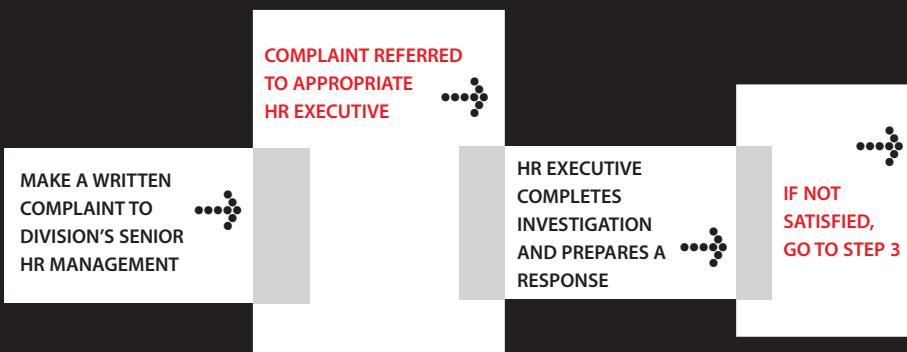 MAKE A WRITTEN
COMPLAINT TO
DIVISION'S SENIOR
HR MANAGEMENT
COMPLAINT REFERRED
TO APPROPRIATE
HR EXECUTIVE
HR EXECUTIVE
COMPLETES
INVESTIGATION
AND PREPARES A
RESPONSE
IF NOT
SATISFIED,
GO TO STEP 3